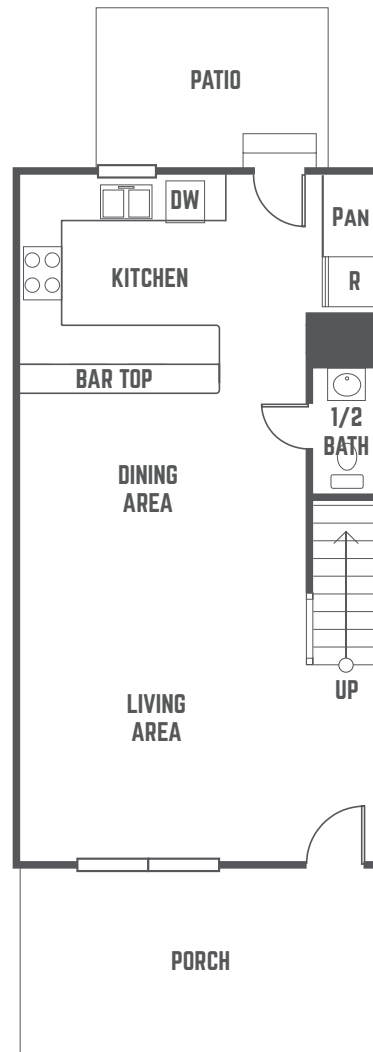 PATIO
DW
PAN
KITCHEN
R
BAR TOP
1/2
BATH
DINING
AREA
UP
LIVING
AREA
PORCH